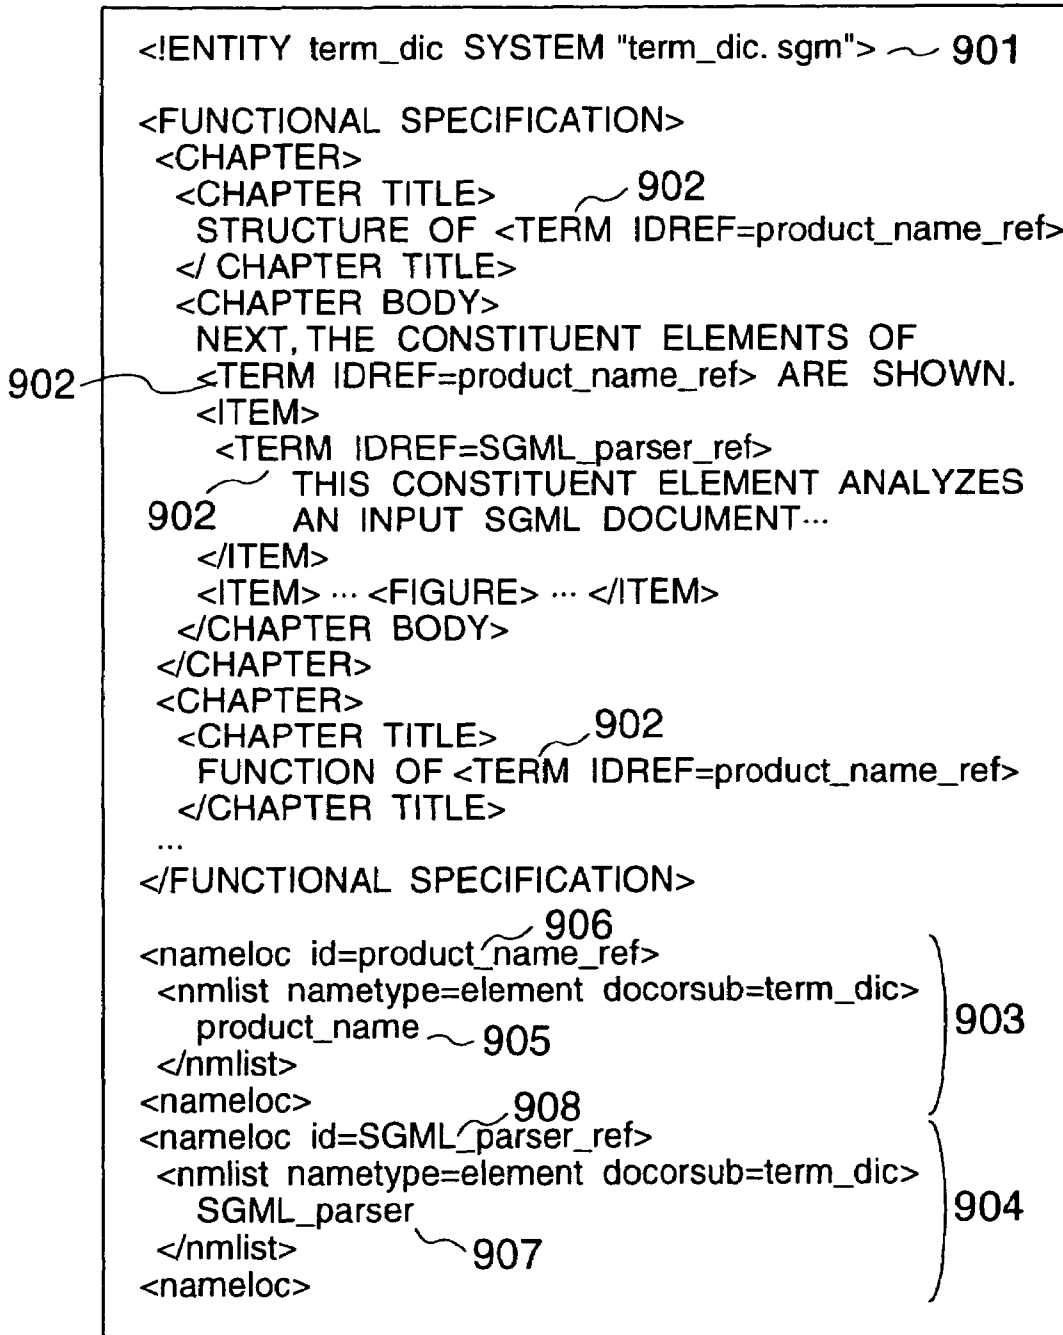 <!ENTITY term_dic SYSTEM "term_dic. sgm"> 901
<FUNCTIONAL SPECIFICATION>
<CHAPTER>
<CHAPTER TITLE> 902
STRUCTURE OF <TERM IDREF=product_name_ref>
</ CHAPTER TITLE>
<CHAPTER BODY>
NEXT, THE CONSTITUENT ELEMENTS OF
902 <TERM IDREF=product_name_ref> ARE SHOWN.
<ITEM>
<TERM IDREF=SGML_parser_ref>
THIS CONSTITUENT ELEMENT ANALYZES
902 AN INPUT SGML DOCUMENT···
</ITEM>
<ITEM> ··· <FIGURE> ··· </ITEM>
</CHAPTER BODY>
</CHAPTER>
<CHAPTER>
<CHAPTER TITLE> 902
FUNCTION OF <TERM IDREF=product_name_ref>
</CHAPTER TITLE>
...
</FUNCTIONAL SPECIFICATION>
906
<nameloc id=product_name_ref>
<nmlist nametype=element docorsub=term_dic>
product_name 905 903
</nmlist>
<nameloc> 908
<nameloc id=SGML_parser_ref>
<nmlist nametype=element docorsub=term_dic>
SGML_parser 904
</nmlist> 907
<nameloc>